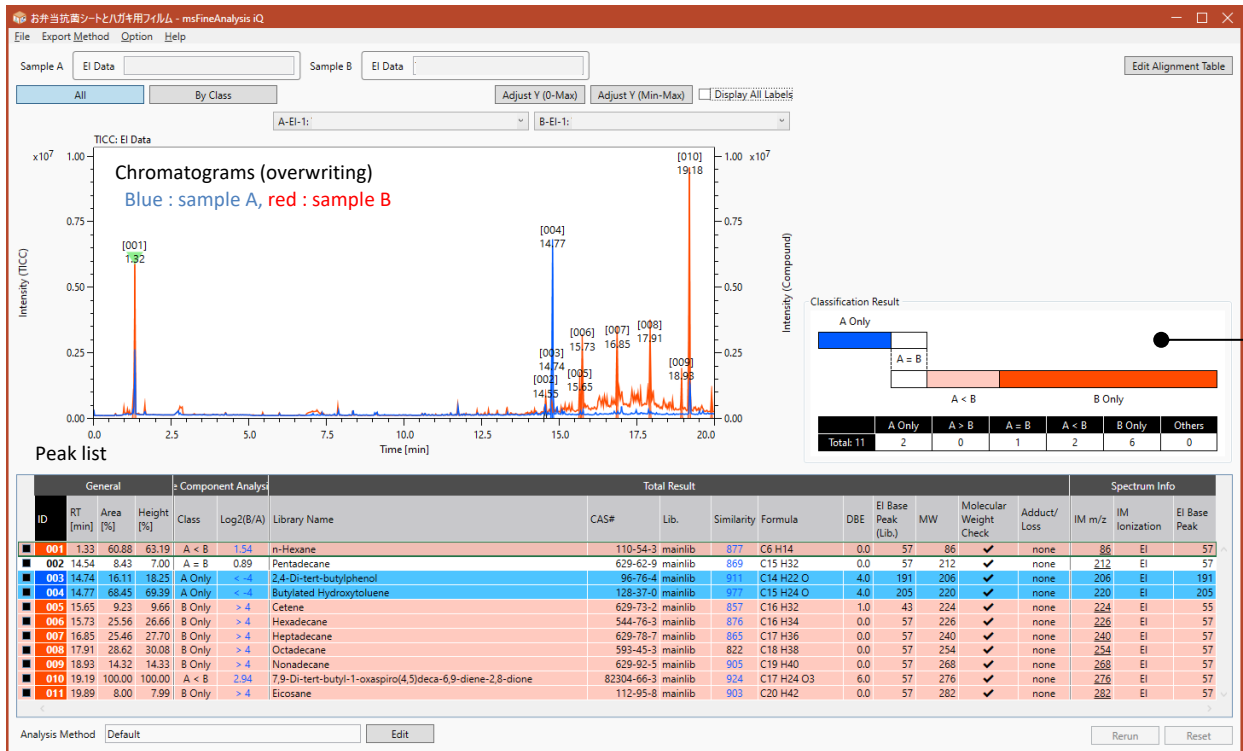 お弁当抗菌シートとハガキ用フィルム - msFineAnalysis iQ
File Export Method Option Help
Sample A EI Data Sample B EI Data Edit Alignment Table
All By Class Adjust Y (0-Max) Adjust Y (Min-Max) Display All Labels
A-EI-1: B-EI-1:
TICC: EI Data
x10^7 1.00 1.00 x10^7
Chromatograms (overwriting)
Blue : sample A, red : sample B
Intensity (TICC)
0.75 0.75
0.50 0.50
0.25 0.25
0.00 0.00
Intensity (Compound)
[001]
1.32
[002]
14.55
[003]
14.74
[004]
14.77
[005]
15.65
[006]
15.73
[007]
16.85
[008]
17.91
[009]
18.93
[010]
19.18
0.0 2.5 5.0 7.5 10.0 12.5 15.0 17.5 20.0
Time [min]
Classification Result
A Only
A = B
A < B B Only
A Only A > B A = B A < B B Only Others
Total: 11 2 0 1 2 6 0
Peak list
General Component Analysi Total Result Spectrum Info
ID RT [min] Area [%] Height [%] Class Log2(B/A) Library Name CAS# Lib. Similarity Formula DBE EI Base Peak (Lib.) MW Molecular Weight Check Adduct/ Loss IM m/z IM Ionization EI Base Peak
001 1.33 60.88 63.19 A < B 1.54 n-Hexane 110-54-3 mainlib 877 C6 H14 0.0 57 86 ✔ none 86 EI 57
002 14.54 8.43 7.00 A = B 0.89 Pentadecane 629-62-9 mainlib 869 C15 H32 0.0 57 212 ✔ none 212 EI 57
003 14.74 16.11 18.25 A Only < -4 2,4-Di-tert-butylphenol 96-76-4 mainlib 911 C14 H22 O 4.0 191 206 ✔ none 206 EI 191
004 14.77 68.45 69.39 A Only < -4 Butylated Hydroxytoluene 128-37-0 mainlib 977 C15 H24 O 4.0 205 220 ✔ none 220 EI 205
005 15.65 9.23 9.66 B Only > 4 Cetene 629-73-2 mainlib 857 C16 H32 1.0 43 224 ✔ none 224 EI 55
006 15.73 25.56 26.66 B Only > 4 Hexadecane 544-76-3 mainlib 876 C16 H34 0.0 57 226 ✔ none 226 EI 57
007 16.85 25.46 27.70 B Only > 4 Heptadecane 629-78-7 mainlib 865 C17 H36 0.0 57 240 ✔ none 240 EI 57
008 17.91 28.62 30.08 B Only > 4 Octadecane 593-45-3 mainlib 822 C18 H38 0.0 57 254 ✔ none 254 EI 57
009 18.93 14.32 14.33 B Only > 4 Nonadecane 629-92-5 mainlib 905 C19 H40 0.0 57 268 ✔ none 268 EI 57
010 19.19 100.00 100.00 A < B 2.94 7,9-Di-tert-butyl-1-oxaspiro(4,5)deca-6,9-diene-2,8-dione 82304-66-3 mainlib 924 C17 H24 O3 6.0 57 276 ✔ none 276 EI 57
011 19.89 8.00 7.99 B Only > 4 Eicosane 112-95-8 mainlib 903 C20 H42 0.0 57 282 ✔ none 282 EI 57
Analysis Method Default Edit Rerun Reset